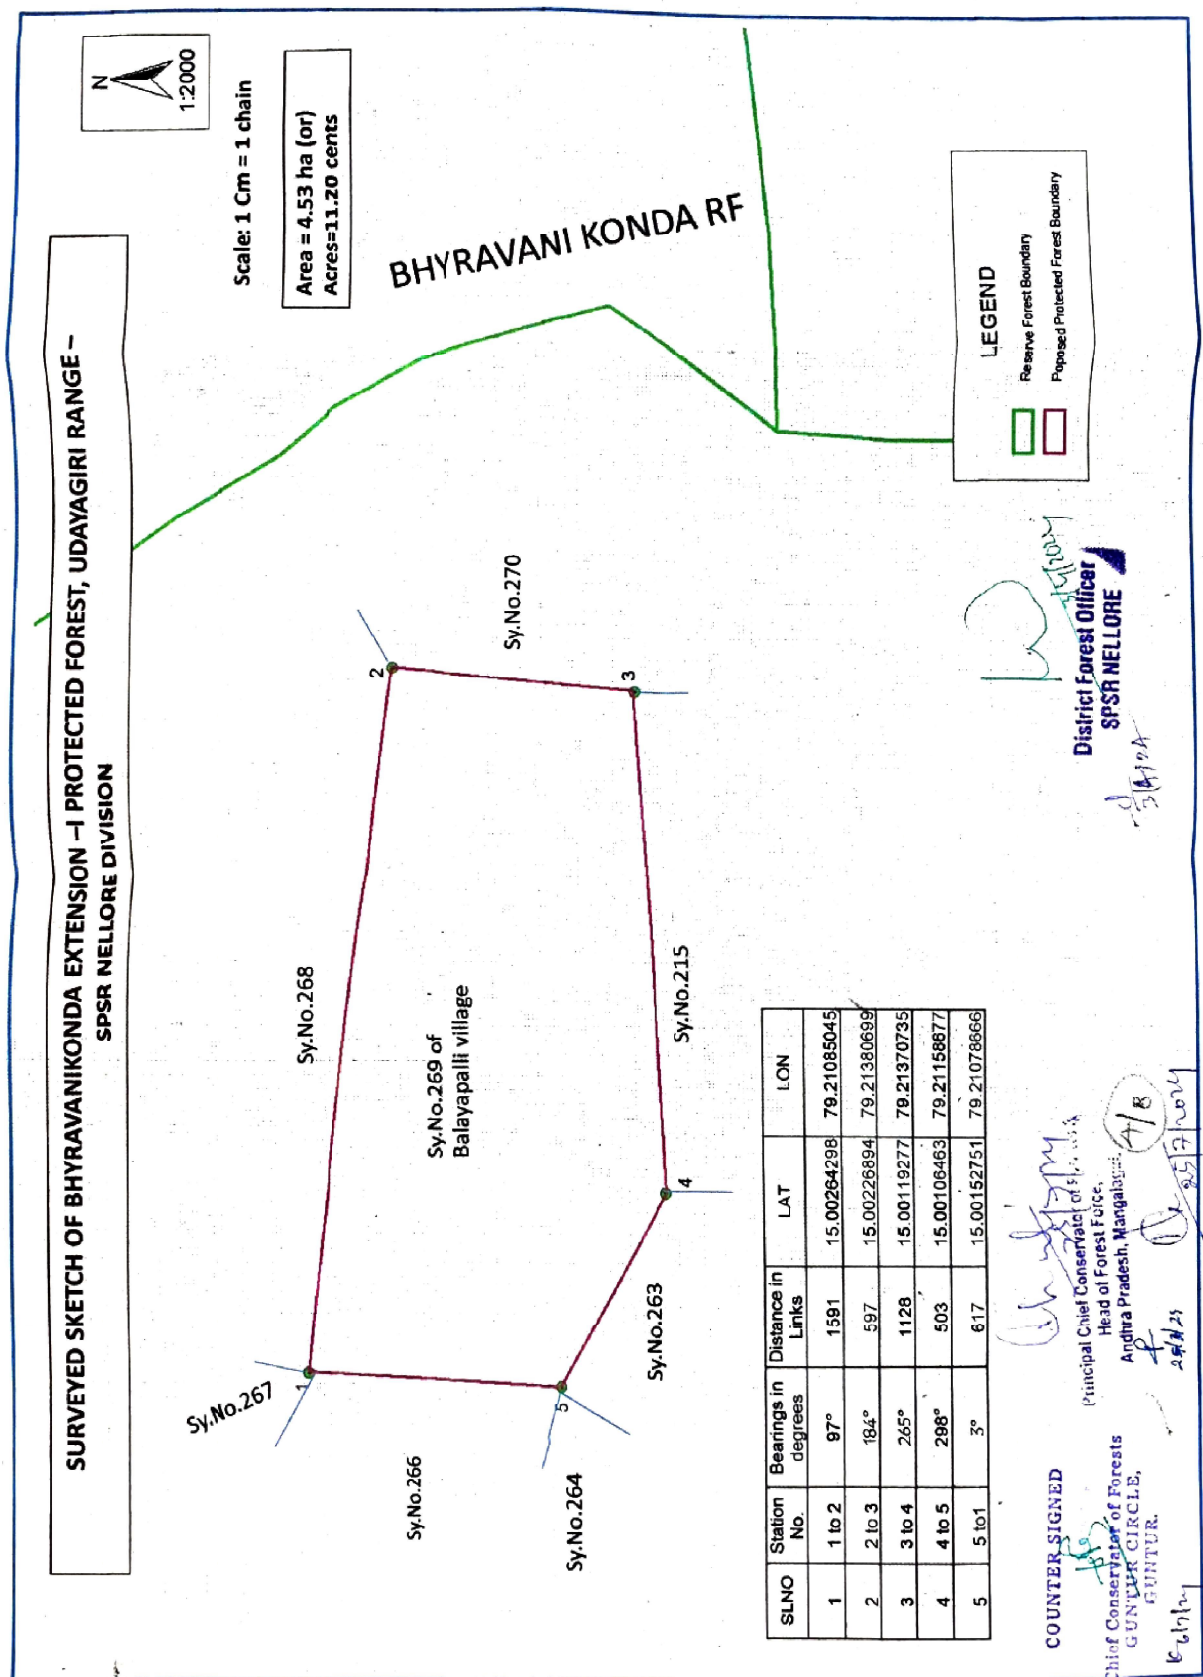 SURVEYED SKETCH OF BHYRAVANIKONDA EXTENSION –I PROTECTED FOREST, UDAYAGIRI RANGE –
SPSR NELLORE DIVISION
N
1:2000
Scale: 1 Cm = 1 chain
Area = 4.53 ha (or)
Acres=11.20 cents
BHYRAVANI KONDA RF
Sy.No.267
Sy.No.268
1
2
Sy.No.266
Sy.No.269 of
Balayapalli village
Sy.No.270
5
3
Sy.No.264
4
Sy.No.263
Sy.No.215
SLNO Station No. Bearings in degrees Distance in Links LAT LON
1 1 to 2 97° 1591 15.00264298 79.21085045
2 2 to 3 184° 597 15.00226894 79.21380699
3 3 to 4 265° 1128 15.00119277 79.21370735
4 4 to 5 298° 503 15.00106463 79.21158677
5 5 to1 3° 617 15.00152751 79.21078666
LEGEND
Reserve Forest Boundary
Poposed Protected Forest Boundary
District Forest Officer
SPSR NELLORE
COUNTER SIGNED
Chief Conservator of Forests
GUNTUR CIRCLE,
GUNTUR.
Principal Chief Conservator of
Head of Forest Force,
Andhra Pradesh,
25/7/2024